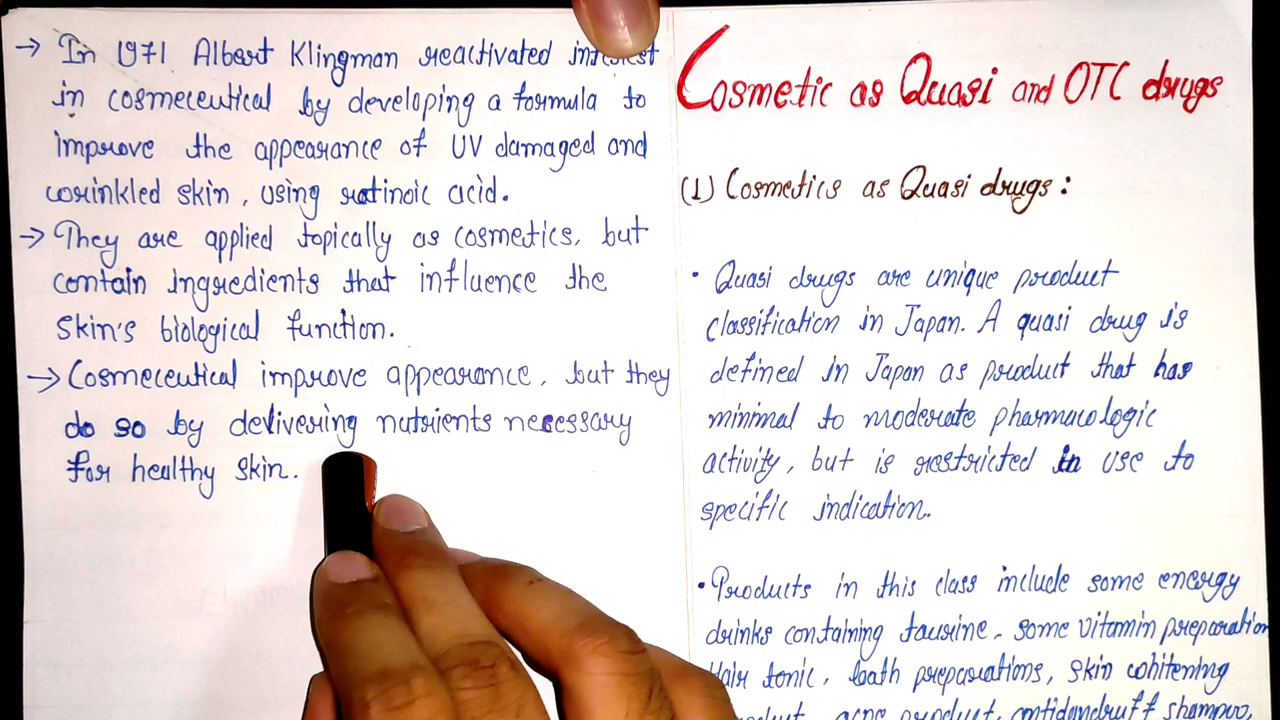 → In 1971 Albert Klingman reactivated interest
in cosmeceutical by developing a formula to
improve the appearance of UV damaged and
wrinkled skin, using retinoic acid.
→ They are applied topically as cosmetics, but
contain ingredients that influence the
skin's biological function.
→ Cosmeceutical improve appearance, but they
do so by delivering nutrients necessary
for healthy skin.
Cosmetic as Quasi and OTC drugs
(1) Cosmetics as Quasi drugs:
• Quasi drugs are unique product
classification in Japan. A quasi drug is
defined in Japan as product that has
minimal to moderate pharmacologic
activity, but is restricted in use to
specific indication.
• Products in this class include some energy
drinks containing taurine, some vitamin preparation
Hair tonic, bath preparations, skin whitening
product, acne product, antidandruff shampoo,